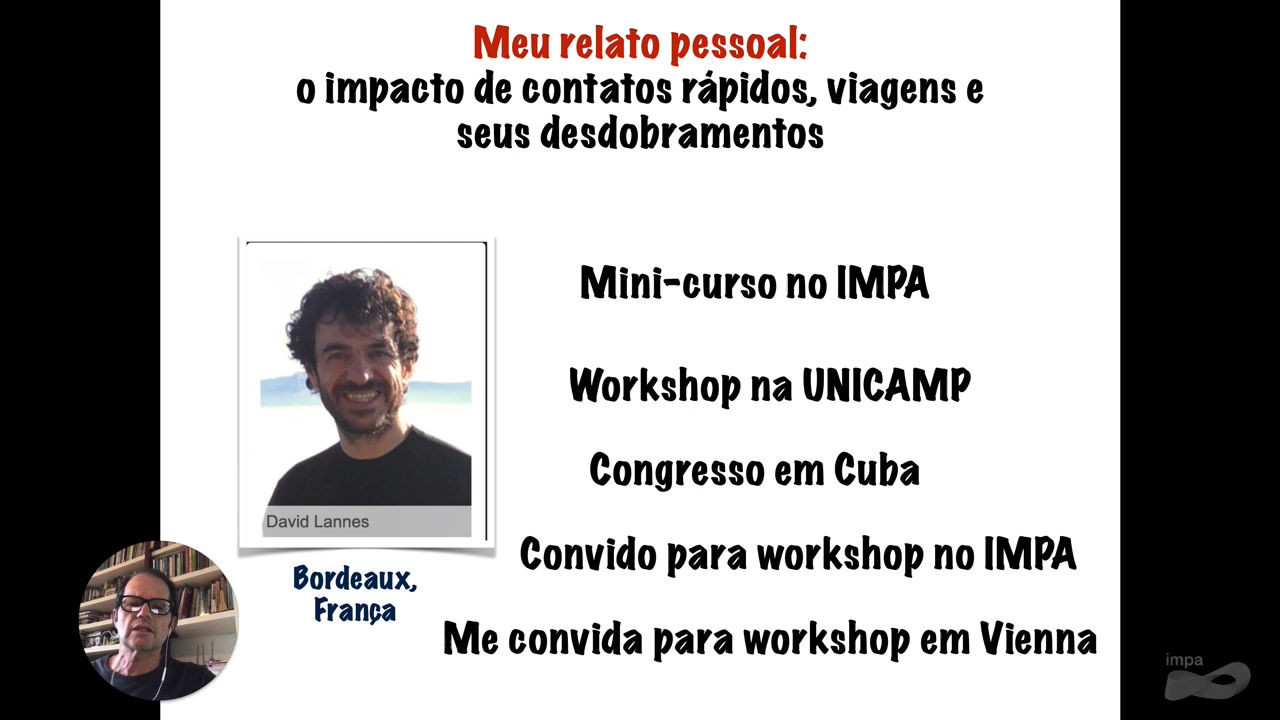 Meu relato pessoal:
o impacto de contatos rápidos, viagens e
seus desdobramentos
Mini-curso no IMPA
Workshop na UNICAMP
Congresso em Cuba
David Lannes
Convido para workshop no IMPA
Bordeaux,
França
Me convida para workshop em Vienna
impa